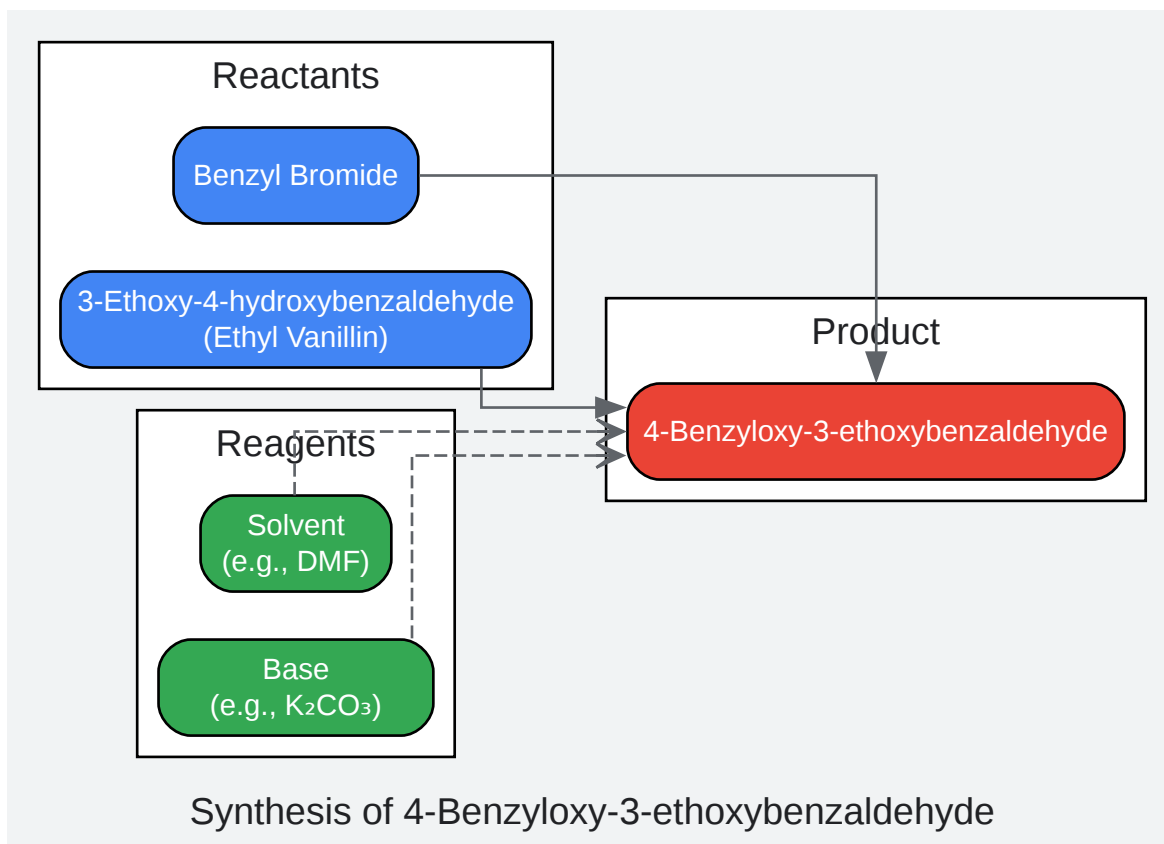 Reactants
Benzyl Bromide
3-Ethoxy-4-hydroxybenzaldehyde
(Ethyl Vanillin)
Product
4-Benzyloxy-3-ethoxybenzaldehyde
Reagents
Solvent
(e.g., DMF)
Base
(e.g., K₂CO₃)
Synthesis of 4-Benzyloxy-3-ethoxybenzaldehyde